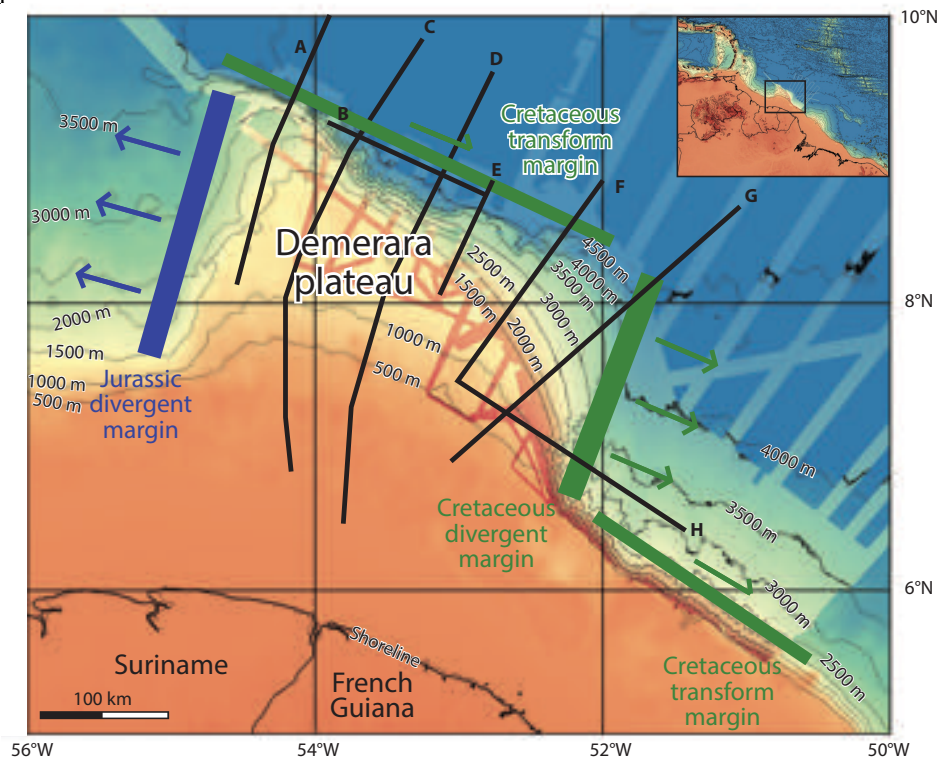 10°N
A
C
D
B
Cretaceous
transform
margin
3500 m
E
F
G
3000 m
Demerara
plateau
4500 m
4000 m
3500 m
3000 m
2500 m
1500 m
2000 m
8°N
2000 m
1500 m
1000 m
500 m
1000 m
500 m
Jurassic
divergent
margin
4000 m
Cretaceous
divergent
margin
3500 m
H
6°N
3000 m
Shoreline
2500 m
Suriname
French
Guiana
Cretaceous
transform
margin
100 km
56°W
54°W
52°W
50°W